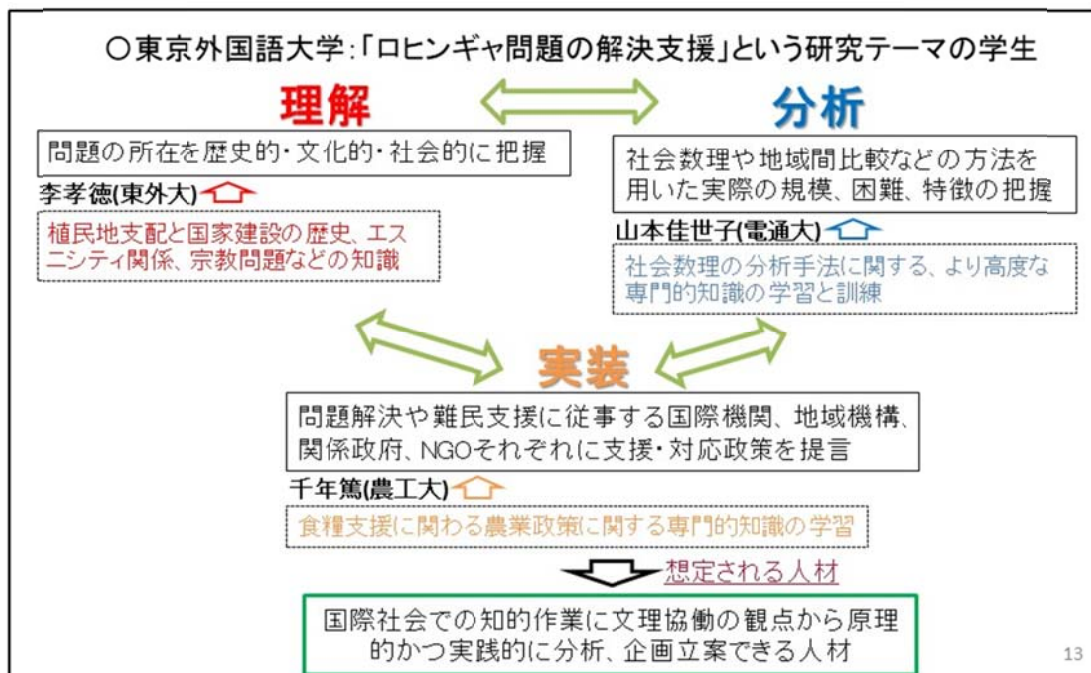 ○東京外国語大学：「ロヒンギャ問題の解決支援」という研究テーマの学生
理解
分析
問題の所在を歴史的・文化的・社会的に把握
李孝徳(東外大)
植民地支配と国家建設の歴史、エス
ニシティ関係、宗教問題などの知識
社会数理や地域間比較などの方法を
用いた実際の規模、困難、特徴の把握
山本佳世子(電通大)
社会数理の分析手法に関する、より高度な
専門的知識の学習と訓練
実装
問題解決や難民支援に従事する国際機関、地域機構、
関係政府、NGOそれぞれに支援・対応政策を提言
千年篤(農工大)
食糧支援に関わる農業政策に関する専門的知識の学習
想定される人材
国際社会での知的作業に文理協働の観点から原理
的かつ実践的に分析、企画立案できる人材
13